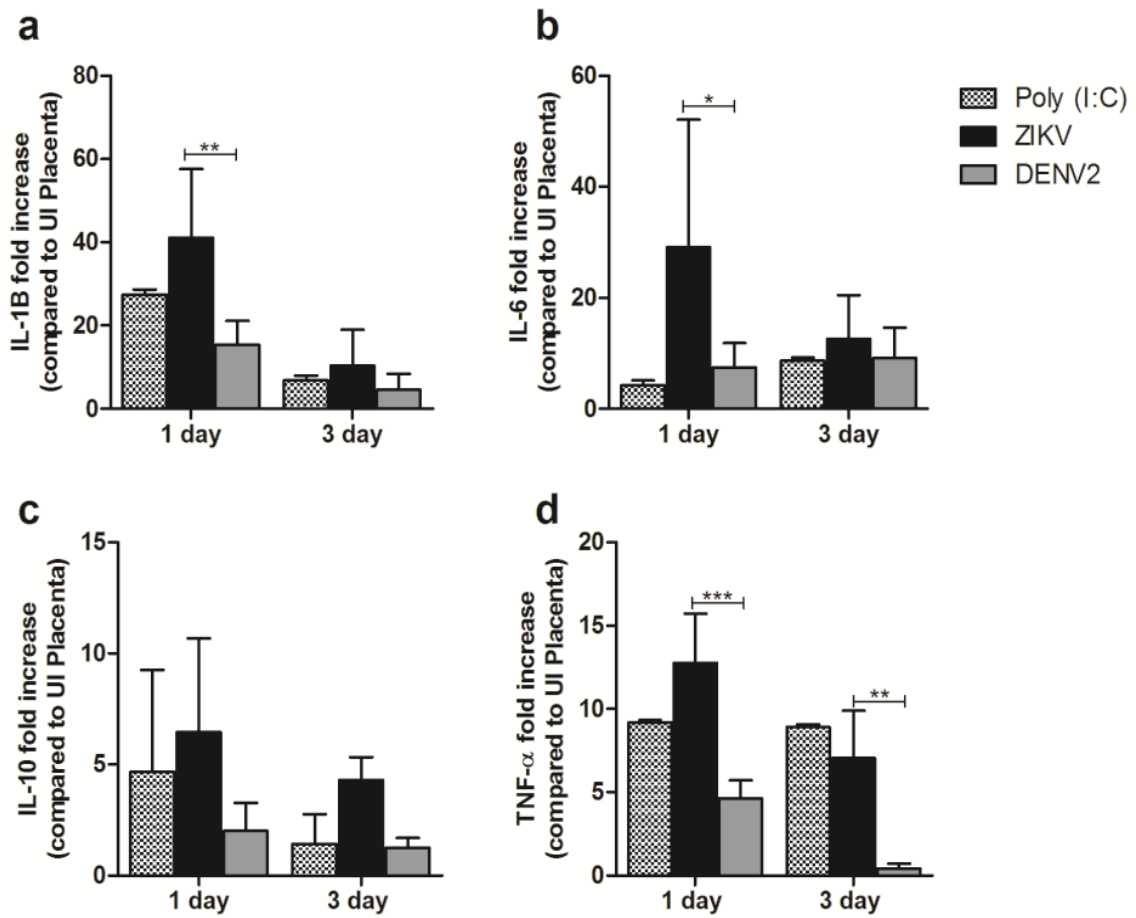 a
IL-1B fold increase
(compared to UI Placenta)
80
60
40
20
0
**
1 day
3 day
b
IL-6 fold increase
(compared to UI Placenta)
60
40
20
0
*
1 day
3 day
Poly (I:C)
ZIKV
DENV2
c
IL-10 fold increase
(compared to UI Placenta)
15
10
5
0
1 day
3 day
d
TNF-α fold increase
(compared to UI Placenta)
20
15
10
5
0
***
**
1 day
3 day